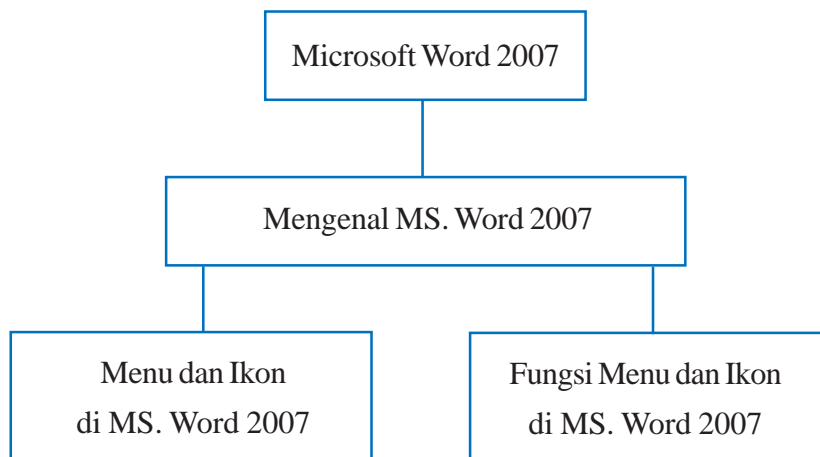 Microsoft Word 2007
Mengenal MS. Word 2007
Menu dan Ikon
di MS. Word 2007
Fungsi Menu dan Ikon
di MS. Word 2007